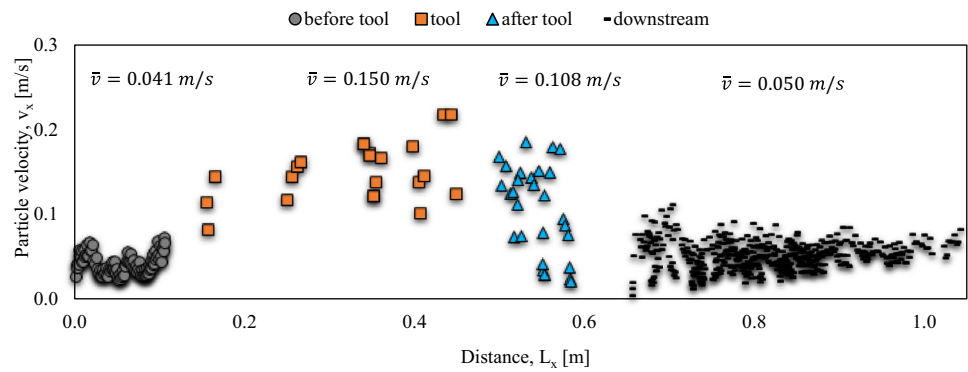 before tool tool after tool downstream
0.3
v̄ = 0.041 m/s v̄ = 0.150 m/s v̄ = 0.108 m/s v̄ = 0.050 m/s
0.2
Particle velocity, vₓ [m/s]
0.1
0.0
0.0 0.2 0.4 0.6 0.8 1.0
Distance, Lₓ [m]